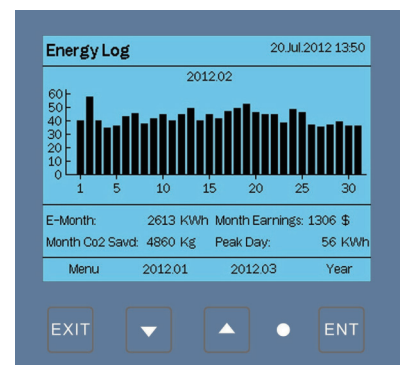 Energy Log 20.Jul.2012 13:50
2012.02
60
50
40
30
20
10
0
1 5 10 15 20 25 30
E-Month: 2613 KWh Month Earnings: 1306 $
Month Co2 Savd: 4860 Kg Peak Day: 56 KWh
Menu 2012.01 2012.03 Year
EXIT ENT